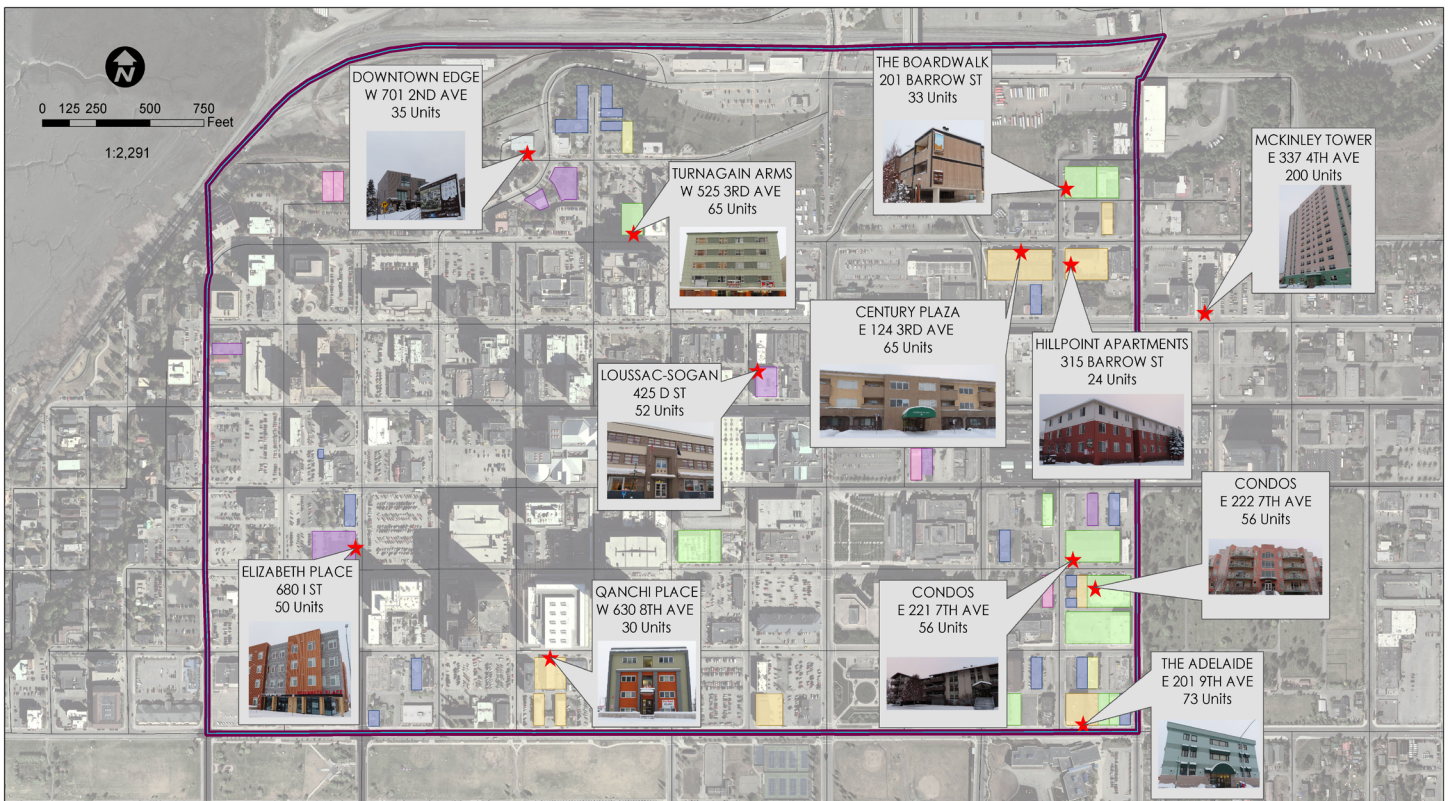 N
0 125 250 500 750
Feet
1:2,291
DOWNTOWN EDGE
W 701 2ND AVE
35 Units
THE BOARDWALK
201 BARROW ST
33 Units
MCKINLEY TOWER
E 337 4TH AVE
200 Units
TURNAGAIN ARMS
W 525 3RD AVE
65 Units
CENTURY PLAZA
E 124 3RD AVE
65 Units
HILLPOINT APARTMENTS
315 BARROW ST
24 Units
LOUSSAC-SOGAN
425 D ST
52 Units
CONDOS
E 222 7TH AVE
56 Units
ELIZABETH PLACE
680 I ST
50 Units
QANCHI PLACE
W 630 8TH AVE
30 Units
CONDOS
E 221 7TH AVE
56 Units
THE ADELAIDE
E 201 9TH AVE
73 Units